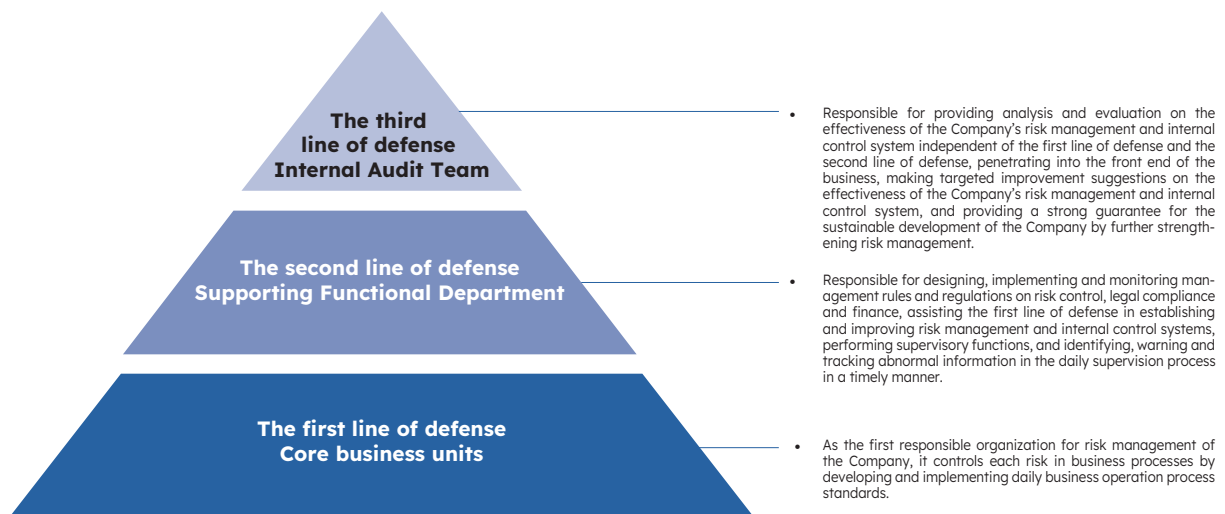 The third
line of defense
Internal Audit Team
• Responsible for providing analysis and evaluation on the
effectiveness of the Company's risk management and internal
control system independent of the first line of defense and the
second line of defense, penetrating into the front end of the
business, making targeted improvement suggestions on the
effectiveness of the Company's risk management and internal
control system, and providing a strong guarantee for the
sustainable development of the Company by further strength-
ening risk management.
The second line of defense
Supporting Functional Department
• Responsible for designing, implementing and monitoring man-
agement rules and regulations on risk control, legal compliance
and finance, assisting the first line of defense in establishing
and improving risk management and internal control systems,
performing supervisory functions, and identifying, warning and
tracking abnormal information in the daily supervision process
in a timely manner.
The first line of defense
Core business units
• As the first responsible organization for risk management of
the Company, it controls each risk in business processes by
developing and implementing daily business operation process
standards.